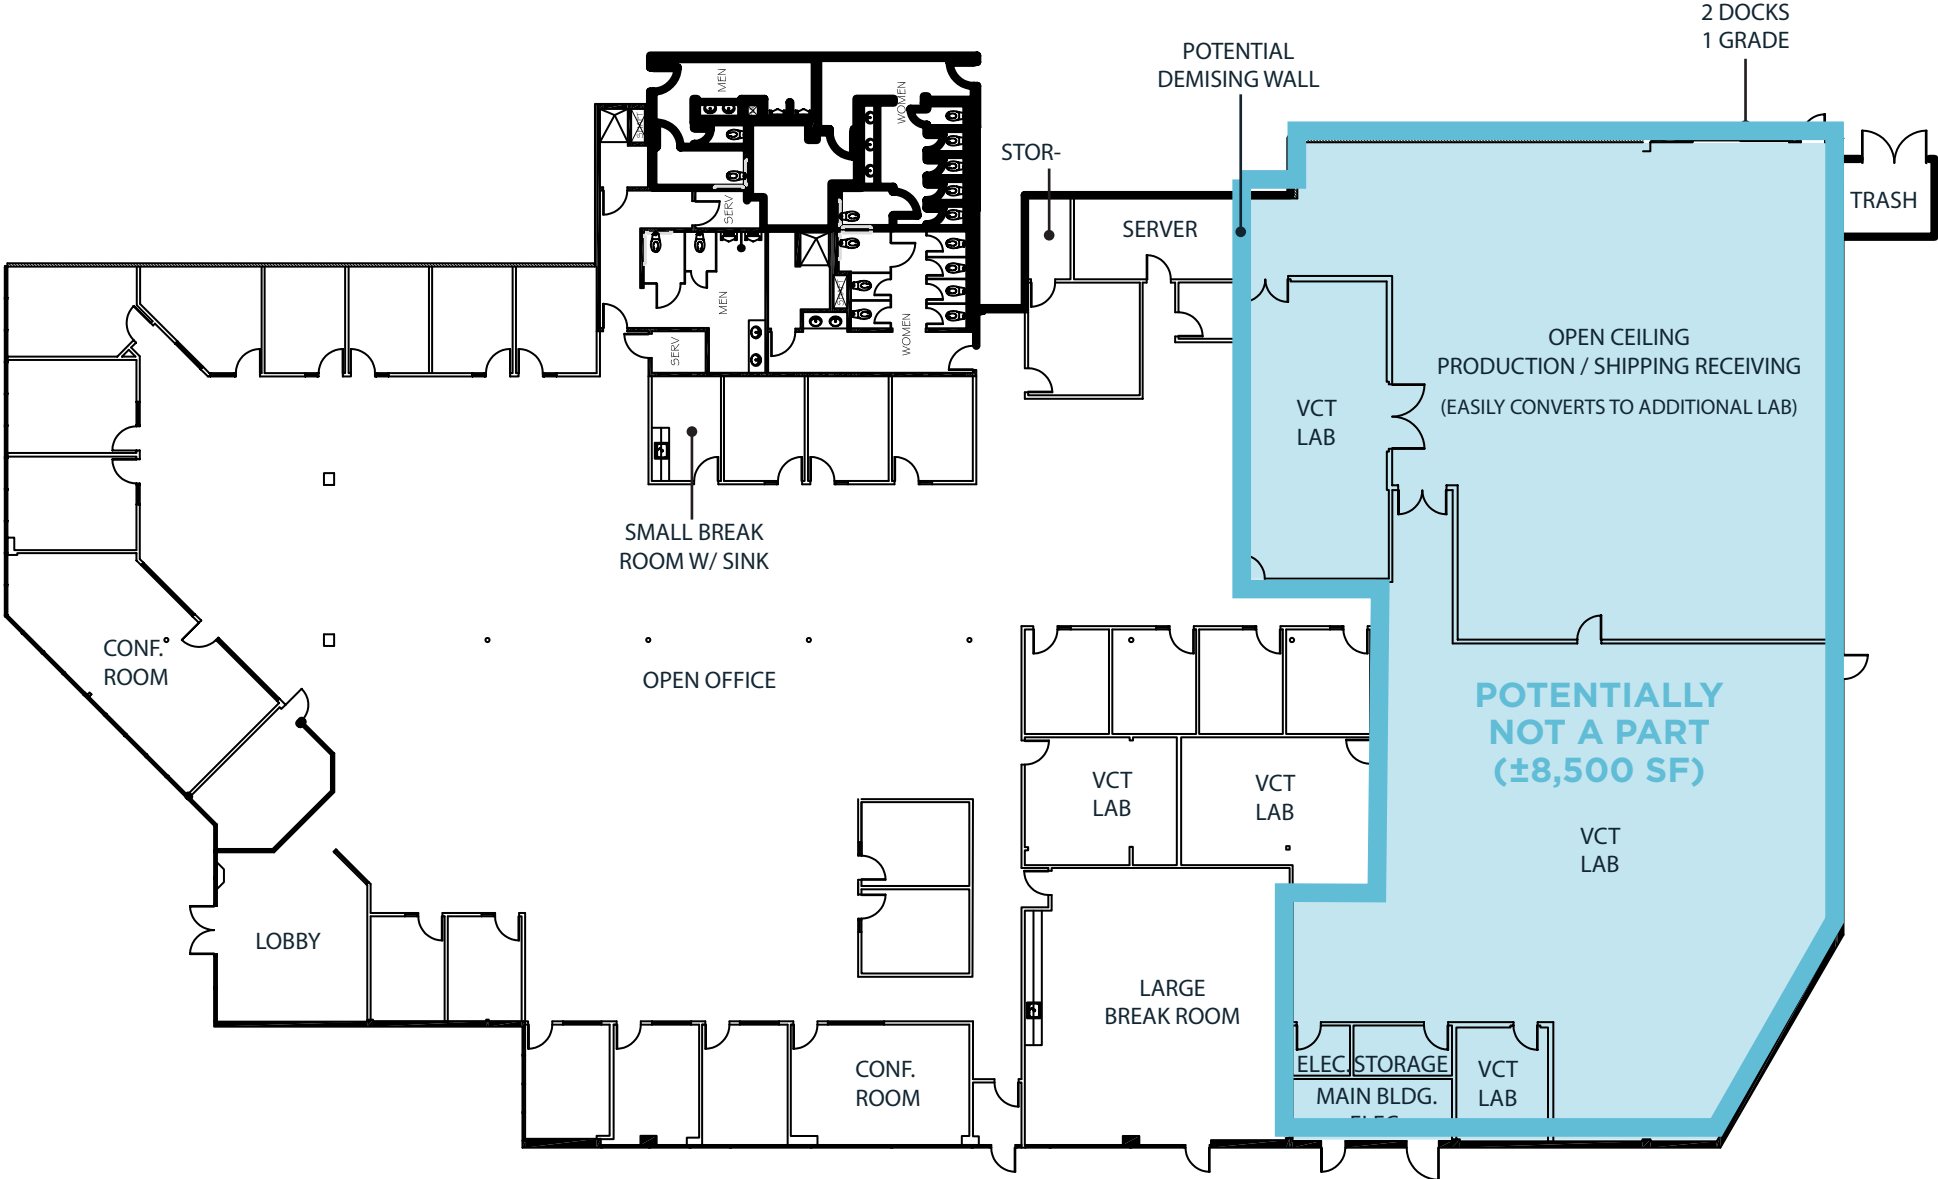 2 DOCKS
1 GRADE
POTENTIAL
DEMISING WALL
MEN
WOMEN
STOR-
TRASH
SERV
SERVER
MEN
WOMEN
SERV
OPEN CEILING
PRODUCTION / SHIPPING RECEIVING
(EASILY CONVERTS TO ADDITIONAL LAB)
VCT
LAB
SMALL BREAK
ROOM W/ SINK
CONF.
ROOM
OPEN OFFICE
POTENTIALLY
NOT A PART
(±8,500 SF)
VCT
LAB
VCT
LAB
VCT
LAB
LOBBY
LARGE
BREAK ROOM
CONF.
ROOM
ELEC.
STORAGE
VCT
LAB
MAIN BLDG.